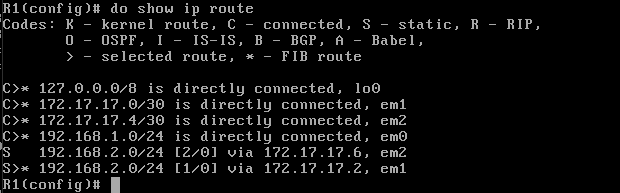 R1(config)# do show ip route
Codes: K - kernel route, C - connected, S - static, R - RIP,
O - OSPF, I - IS-IS, B - BGP, A - Babel,
> - selected route, * - FIB route
C>* 127.0.0.0/8 is directly connected, lo0
C>* 172.17.17.0/30 is directly connected, em1
C>* 172.17.17.4/30 is directly connected, em2
C>* 192.168.1.0/24 is directly connected, em0
S   192.168.2.0/24 [2/0] via 172.17.17.6, em2
S>* 192.168.2.0/24 [1/0] via 172.17.17.2, em1
R1(config)#